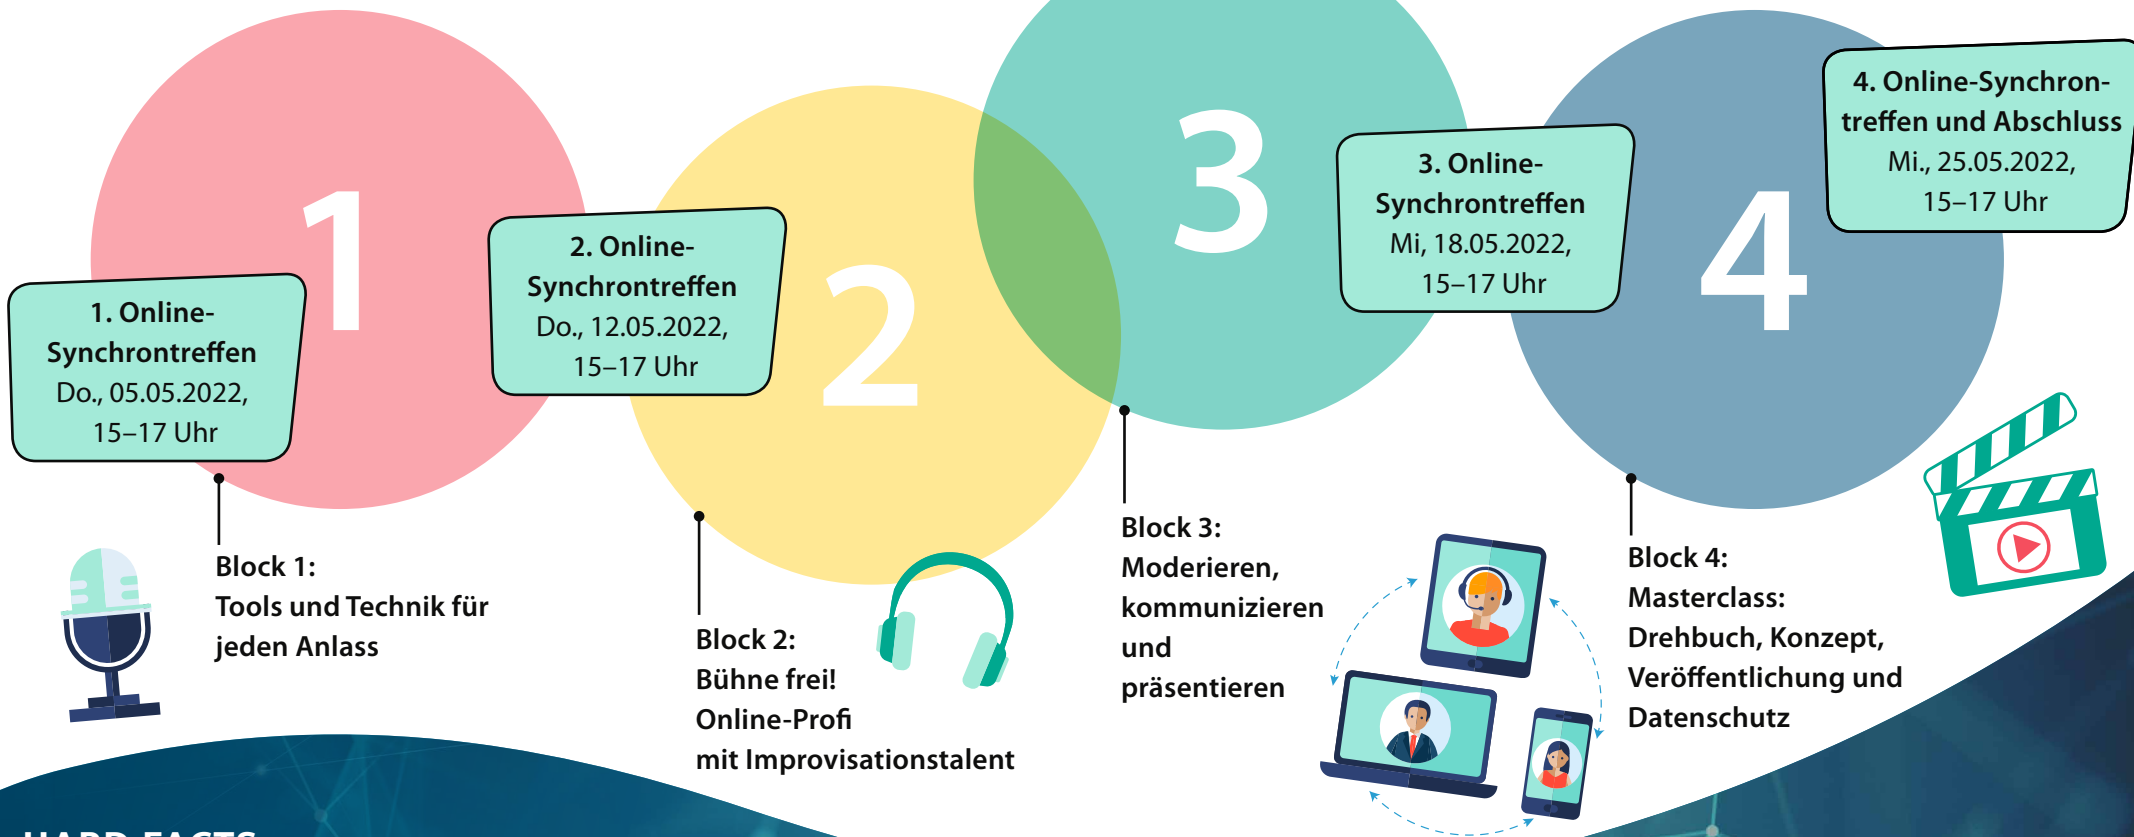 1
1. Online-
Synchrontreffen
Do., 05.05.2022,
15–17 Uhr
Block 1:
Tools und Technik für
jeden Anlass
2. Online-
Synchrontreffen
Do., 12.05.2022,
15–17 Uhr
2
Block 2:
Bühne frei!
Online-Profi
mit Improvisationstalent
3
3. Online-
Synchrontreffen
Mi, 18.05.2022,
15–17 Uhr
Block 3:
Moderieren,
kommunizieren
und
präsentieren
4
4. Online-Synchron-
treffen und Abschluss
Mi., 25.05.2022,
15–17 Uhr
Block 4:
Masterclass:
Drehbuch, Konzept,
Veröffentlichung und
Datenschutz
HARD FACTS